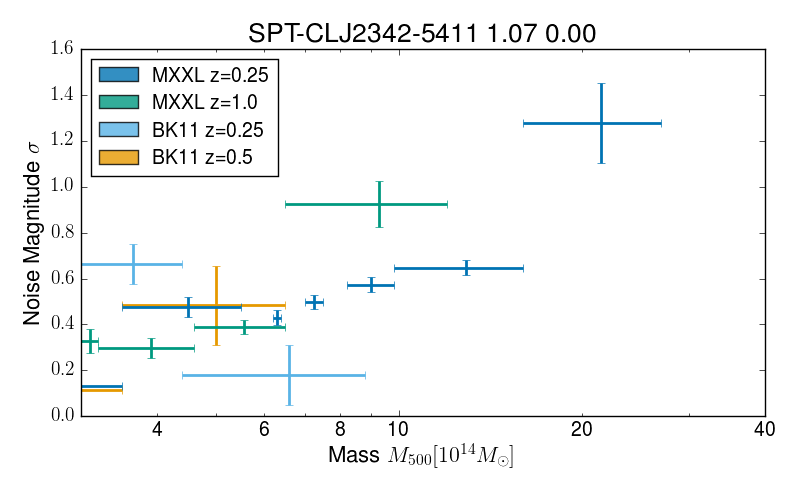 SPT-CLJ2342-5411 1.07 0.00
1.6
1.4
1.2
1.0
0.8
0.6
0.4
0.2
0.0
Noise Magnitude σ
MXXL z=0.25
MXXL z=1.0
BK11 z=0.25
BK11 z=0.5
4 6 8 10 20 40
Mass M₅₀₀[10¹⁴M☉]